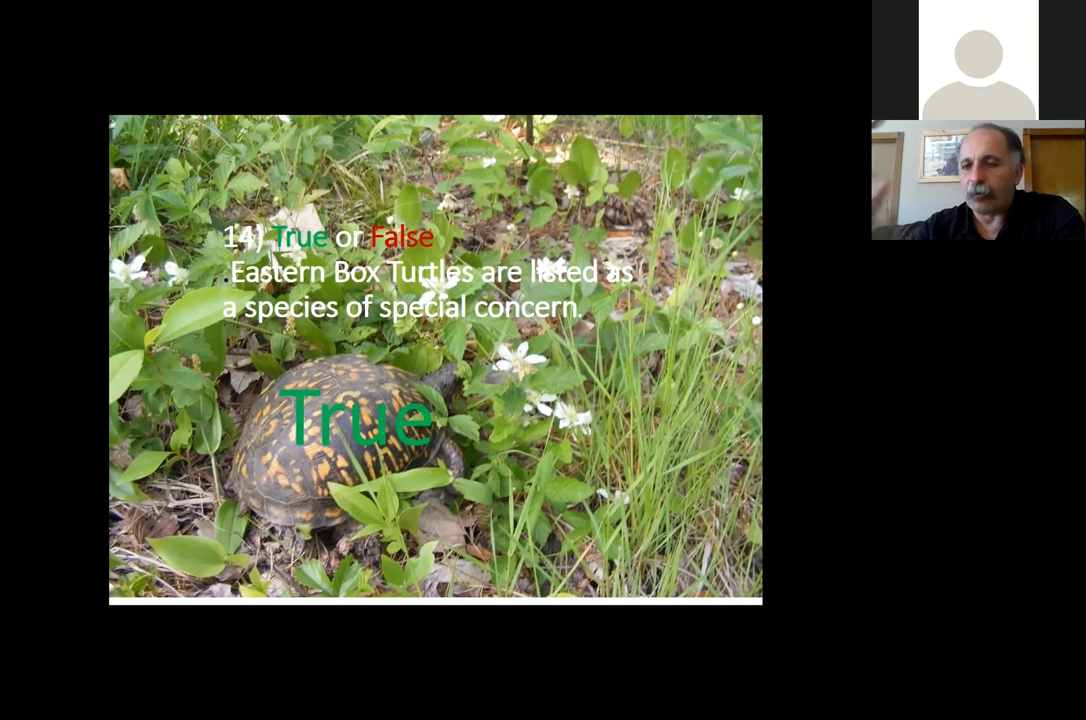 14) True or False
.Eastern Box Turtles are listed as
a species of special concern.
True